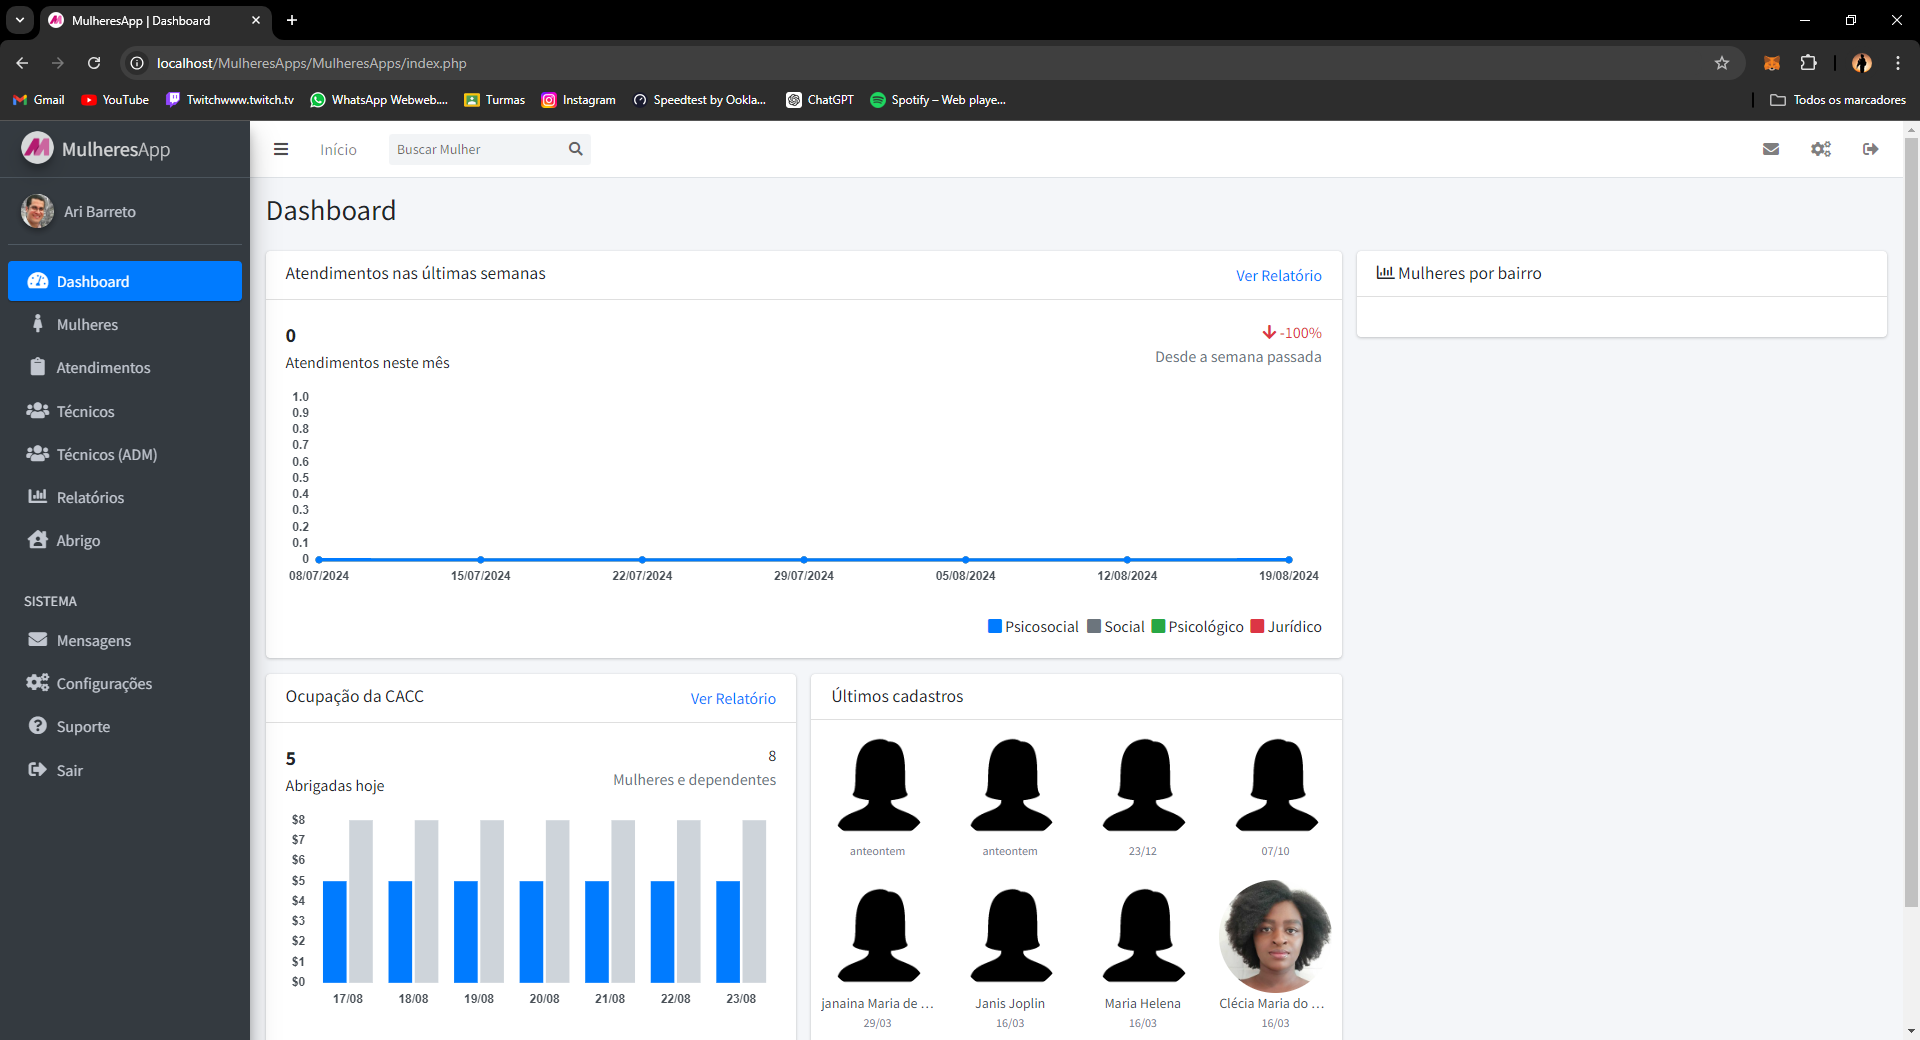 MulheresApp | Dashboard
localhost/MulheresApps/MulheresApps/index.php
Gmail
YouTube
Twitchwww.twitch.tv
WhatsApp Webweb....
Turmas
Instagram
Speedtest by Ookla...
ChatGPT
Spotify – Web playe...
Todos os marcadores
MulheresApp
Início
Buscar Mulher
Ari Barreto
Dashboard
Mulheres
Atendimentos
Técnicos
Técnicos (ADM)
Relatórios
Abrigo
SISTEMA
Mensagens
Configurações
Suporte
Sair
Dashboard
Atendimentos nas últimas semanas
Ver Relatório
0
Atendimentos neste mês
-100%
Desde a semana passada
1.0
0.9
0.8
0.7
0.6
0.5
0.4
0.3
0.2
0.1
0
08/07/2024 15/07/2024 22/07/2024 29/07/2024 05/08/2024 12/08/2024 19/08/2024
Psicosocial Social Psicológico Jurídico
Mulheres por bairro
Ocupação da CACC
Ver Relatório
5
Abrigadas hoje
8
Mulheres e dependentes
$8
$7
$6
$5
$4
$3
$2
$1
$0
17/08 18/08 19/08 20/08 21/08 22/08 23/08
Últimos cadastros
anteontem
anteontem
23/12
07/10
janaina Maria de ...
29/03
Janis Joplin
16/03
Maria Helena
16/03
Clécia Maria do ...
16/03